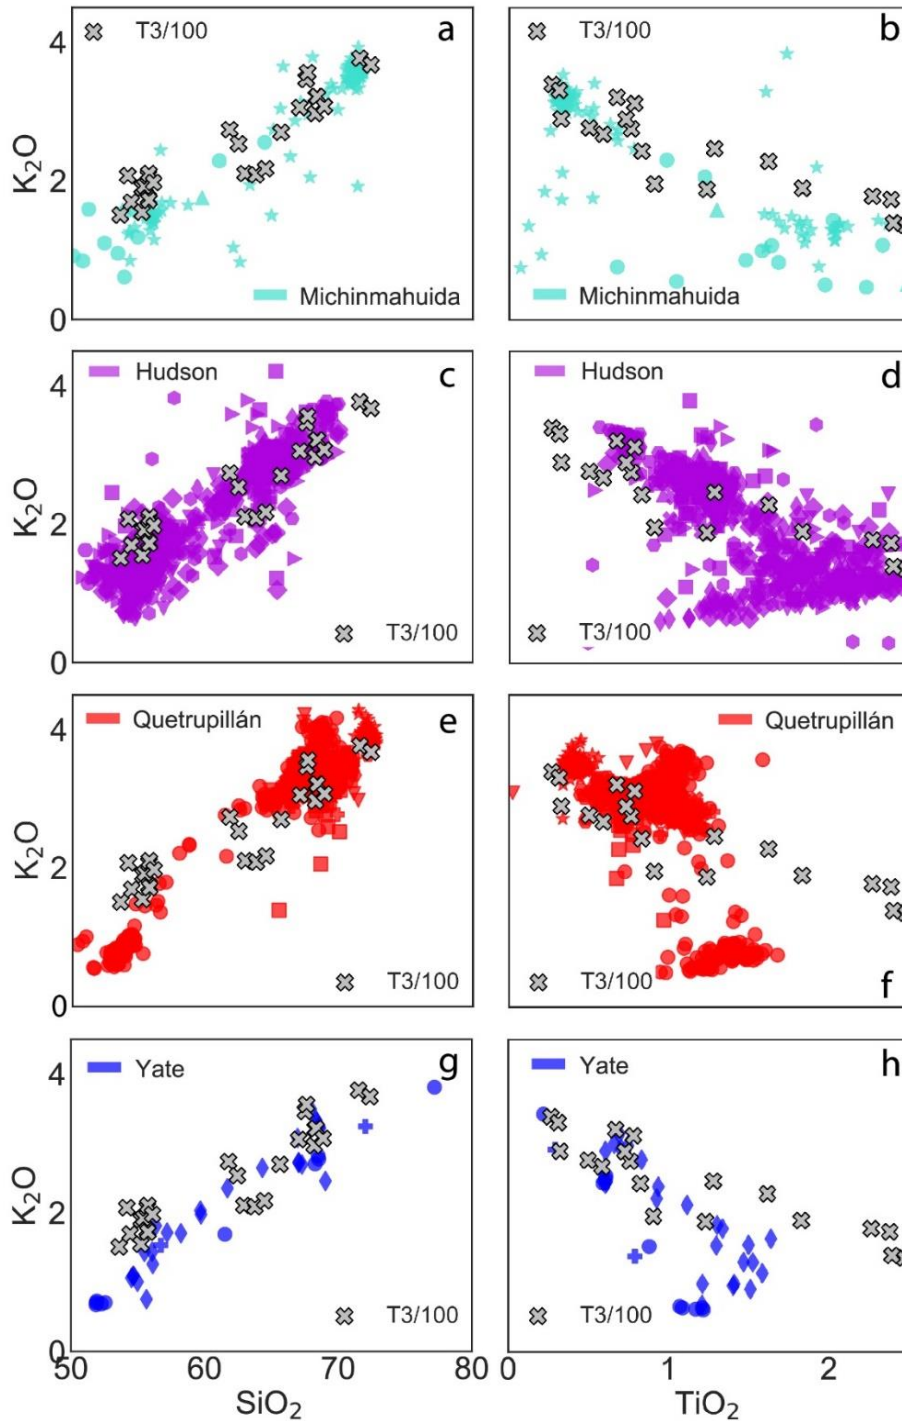 T3/100
a
4
2
0
K₂O
Michinmahuida
T3/100
b
Michinmahuida
Hudson
c
4
2
0
K₂O
T3/100
Hudson
d
T3/100
Quetrupillán
e
4
2
0
K₂O
T3/100
Quetrupillán
T3/100
f
Yate
g
4
2
0
K₂O
T3/100
50
60
70
80
SiO₂
Yate
h
T3/100
0
1
2
TiO₂